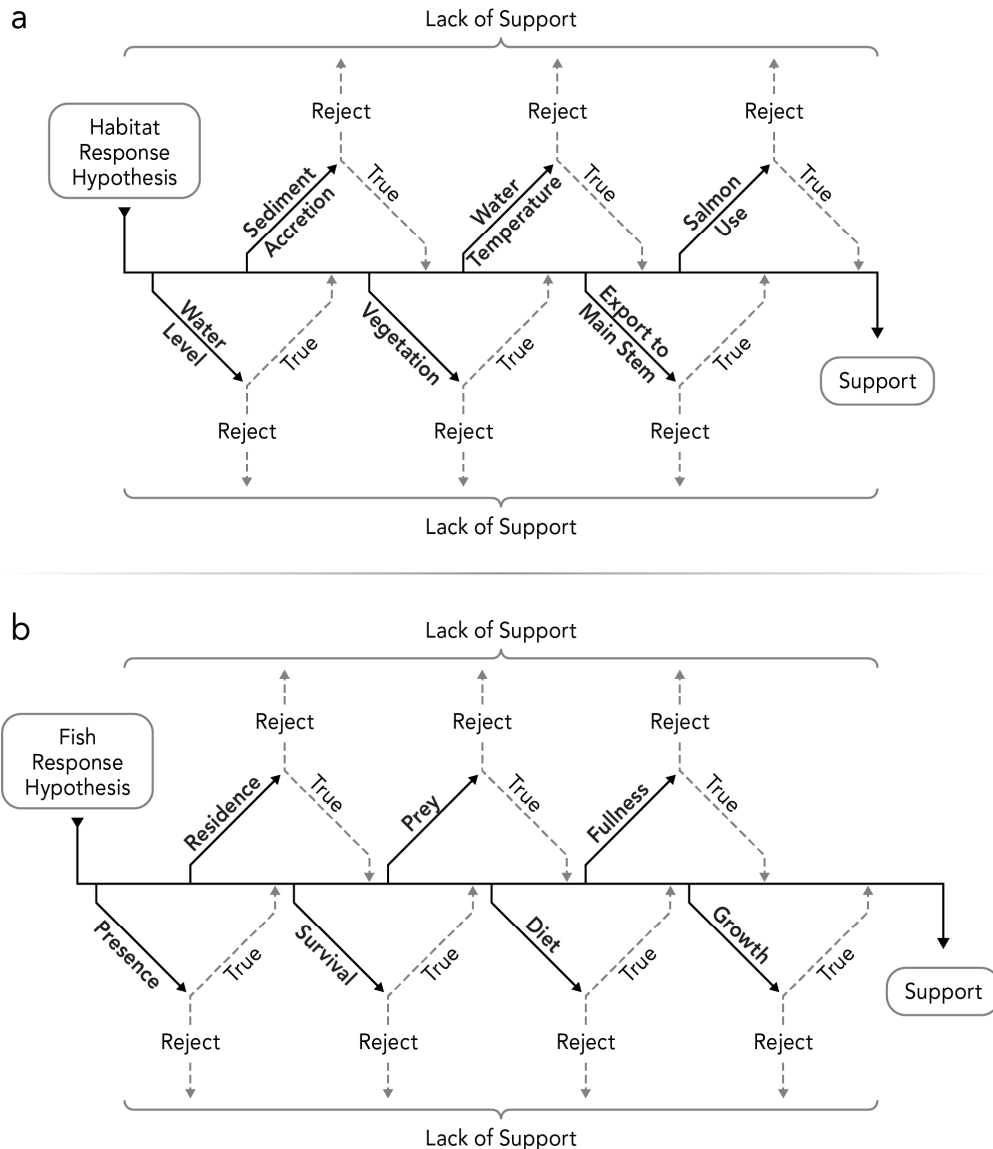 a
Lack of Support
Habitat
Response
Hypothesis
Reject
Reject
Reject
Sediment
Accretion
True
Water
Temperature
True
Salmon
Use
True
Water
Level
True
Vegetation
True
Export to
Main Stem
True
Support
Reject
Reject
Reject
Lack of Support
b
Lack of Support
Fish
Response
Hypothesis
Reject
Reject
Reject
Residence
True
Prey
True
Fullness
True
Presence
True
Survival
True
Diet
True
Growth
True
Support
Reject
Reject
Reject
Reject
Lack of Support